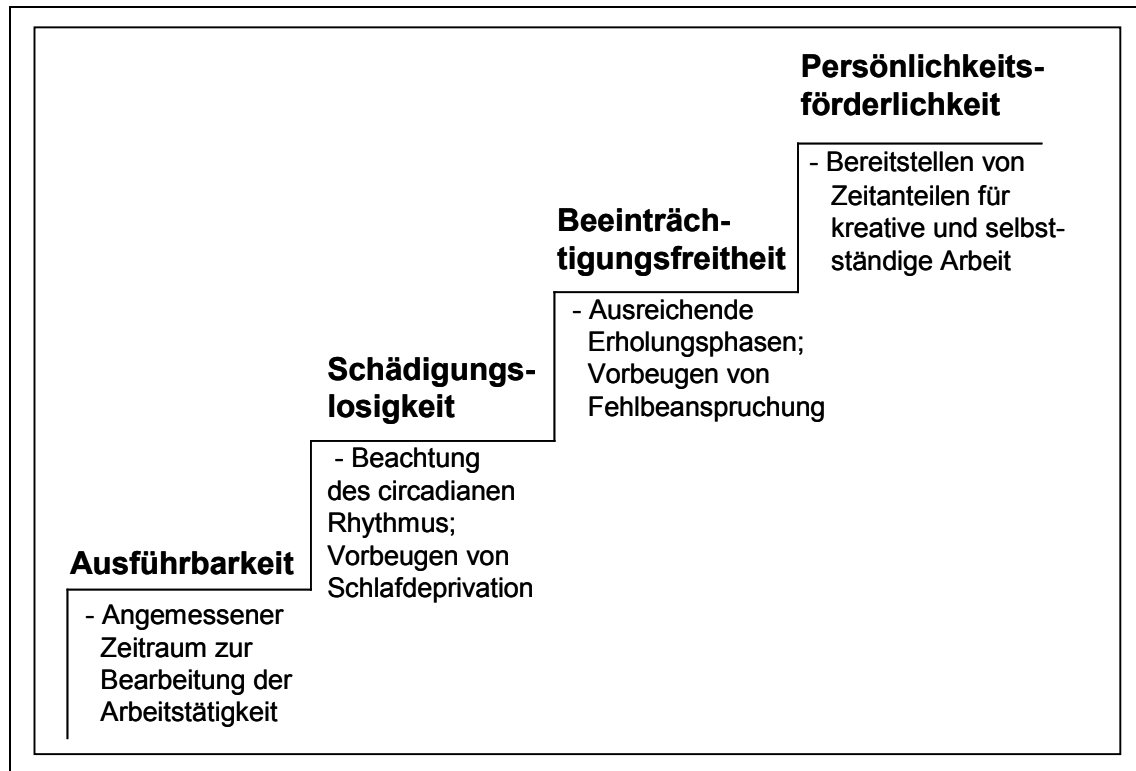 Persönlichkeits-
förderlichkeit
- Bereitstellen von
Zeitanteilen für
kreative und selbst-
ständige Arbeit
Beeinträch-
tigungsfreitheit
- Ausreichende
Erholungsphasen;
Vorbeugen von
Fehlbeanspruchung
Schädigungs-
losigkeit
- Beachtung
des circadianen
Rhythmus;
Vorbeugen von
Schlafdeprivation
Ausführbarkeit
- Angemessener
Zeitraum zur
Bearbeitung der
Arbeitstätigkeit